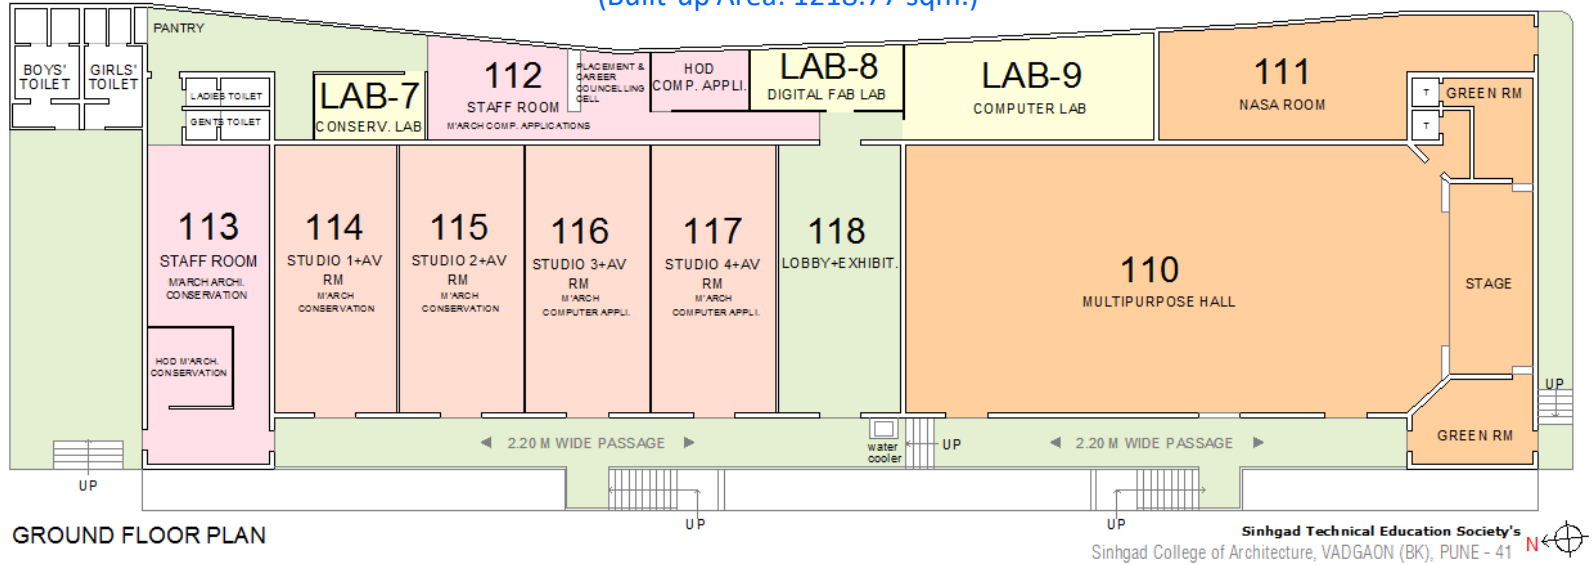 (Built-up Area: 1218.77 sqm.)
PANTRY
BOYS'
TOILET
GIRLS'
TOILET
LADIES TOILET
GENTS TOILET
LAB-7
CONSERV. LAB
112
STAFF ROOM
M'ARCH COMP. APPLICATIONS
PLACEMENT &
CAREER
COUNCELLING
CELL
HOD
COMP. APPLI.
LAB-8
DIGITAL FAB LAB
LAB-9
COMPUTER LAB
111
NASA ROOM
T
GREEN RM
T
113
STAFF ROOM
M'ARCH ARCHI.
CONSERVATION
HOD M'ARCH.
CONSERVATION
114
STUDIO 1+AV
RM
M'ARCH
CONSERVATION
115
STUDIO 2+AV
RM
M'ARCH
CONSERVATION
116
STUDIO 3+AV
RM
M'ARCH
COMPUTER APPLI.
117
STUDIO 4+AV
RM
M'ARCH
COMPUTER APPLI.
118
LOBBY+EXHIBIT.
110
MULTIPURPOSE HALL
STAGE
UP
GREEN RM
2.20 M WIDE PASSAGE
water
cooler
UP
2.20 M WIDE PASSAGE
UP
UP
UP
GROUND FLOOR PLAN
Sinhgad Technical Education Society's
Sinhgad College of Architecture, VADGAON (BK), PUNE - 41
N